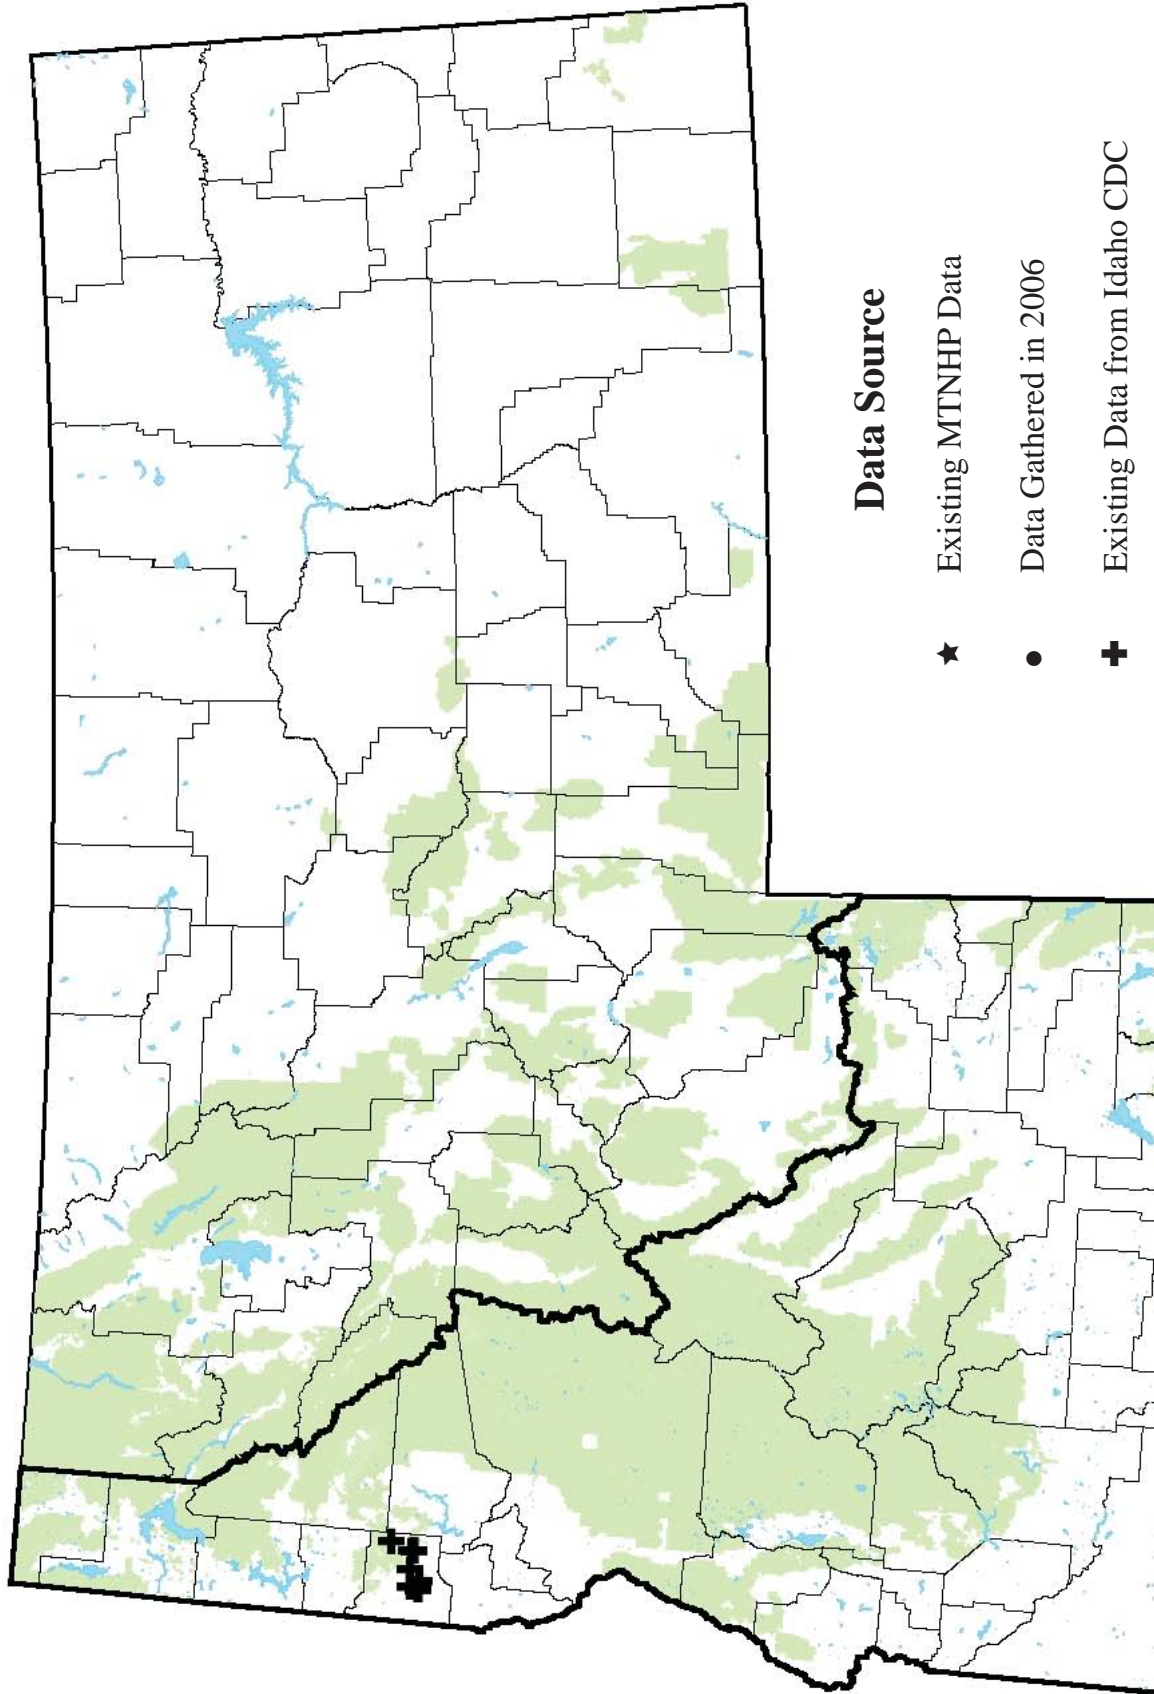 Data Source
Existing MTNHP Data
Data Gathered in 2006
Existing Data from Idaho CDC